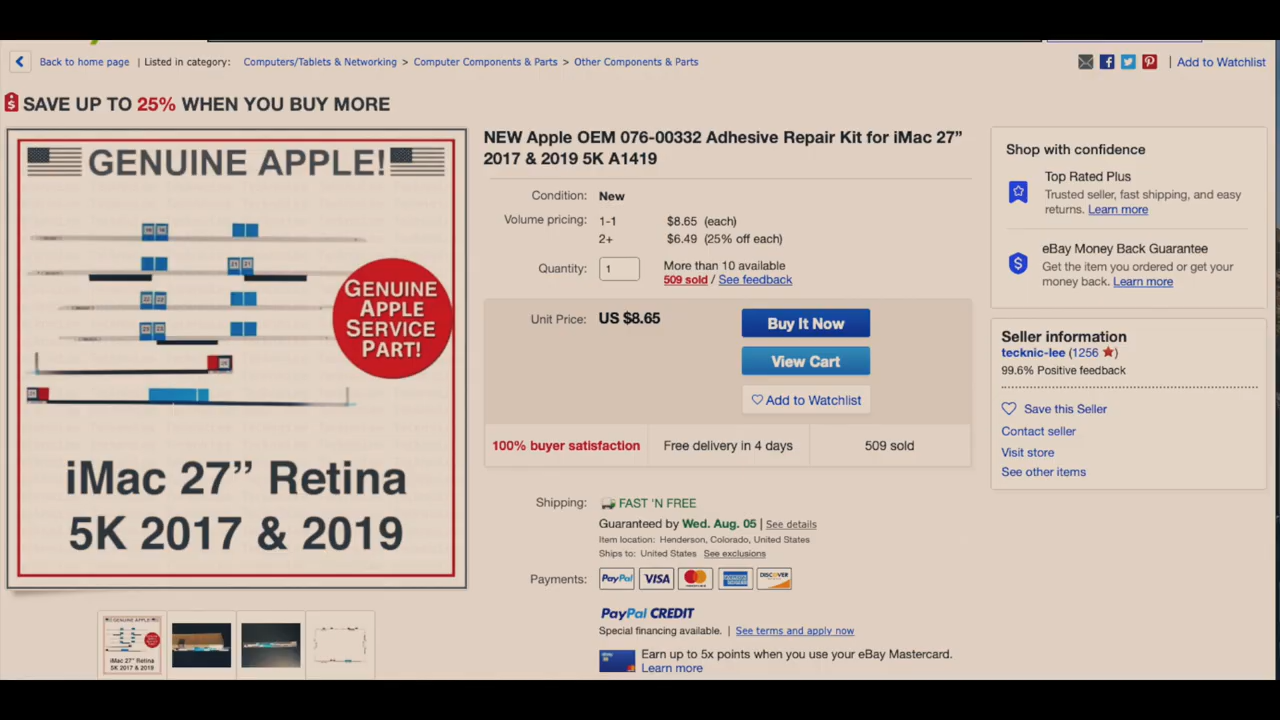 Back to home page | Listed in category: Computers/Tablets & Networking > Computer Components & Parts > Other Components & Parts
| Add to Watchlist
SAVE UP TO 25% WHEN YOU BUY MORE
GENUINE APPLE!
GENUINE
APPLE
SERVICE
PART!
iMac 27” Retina
5K 2017 & 2019
NEW Apple OEM 076-00332 Adhesive Repair Kit for iMac 27”
2017 & 2019 5K A1419
Condition: New
Volume pricing: 1-1 $8.65 (each)
2+ $6.49 (25% off each)
Quantity: 1 More than 10 available
509 sold / See feedback
Unit Price: US $8.65
Buy It Now
View Cart
Add to Watchlist
100% buyer satisfaction
Free delivery in 4 days
509 sold
Shipping: FAST 'N FREE
Guaranteed by Wed. Aug. 05 | See details
Item location: Henderson, Colorado, United States
Ships to: United States See exclusions
Payments: PayPal VISA
DISCOVER
PayPal CREDIT
Special financing available. | See terms and apply now
Earn up to 5x points when you use your eBay Mastercard.
Learn more
Shop with confidence
Top Rated Plus
Trusted seller, fast shipping, and easy
returns. Learn more
eBay Money Back Guarantee
Get the item you ordered or get your
money back. Learn more
Seller information
tecknic-lee (1256 )
99.6% Positive feedback
Save this Seller
Contact seller
Visit store
See other items
iMac 27” Retina
5K 2017 & 2019